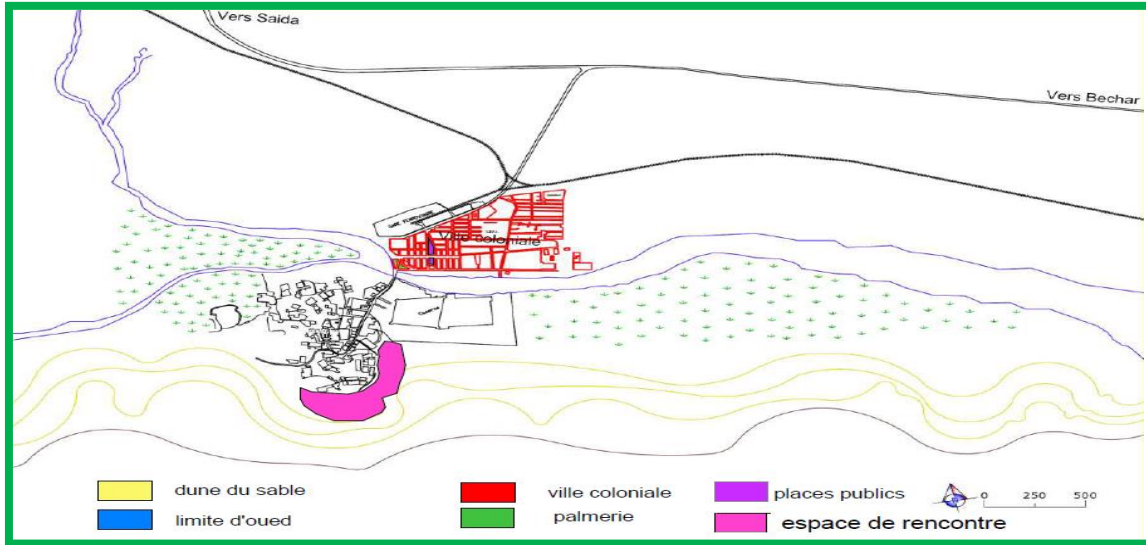 Vers Saida
Vers Bechar
Ville coloniale
dune du sable
ville coloniale
places publics
limite d'oued
palmerie
espace de rencontre
0 250 500